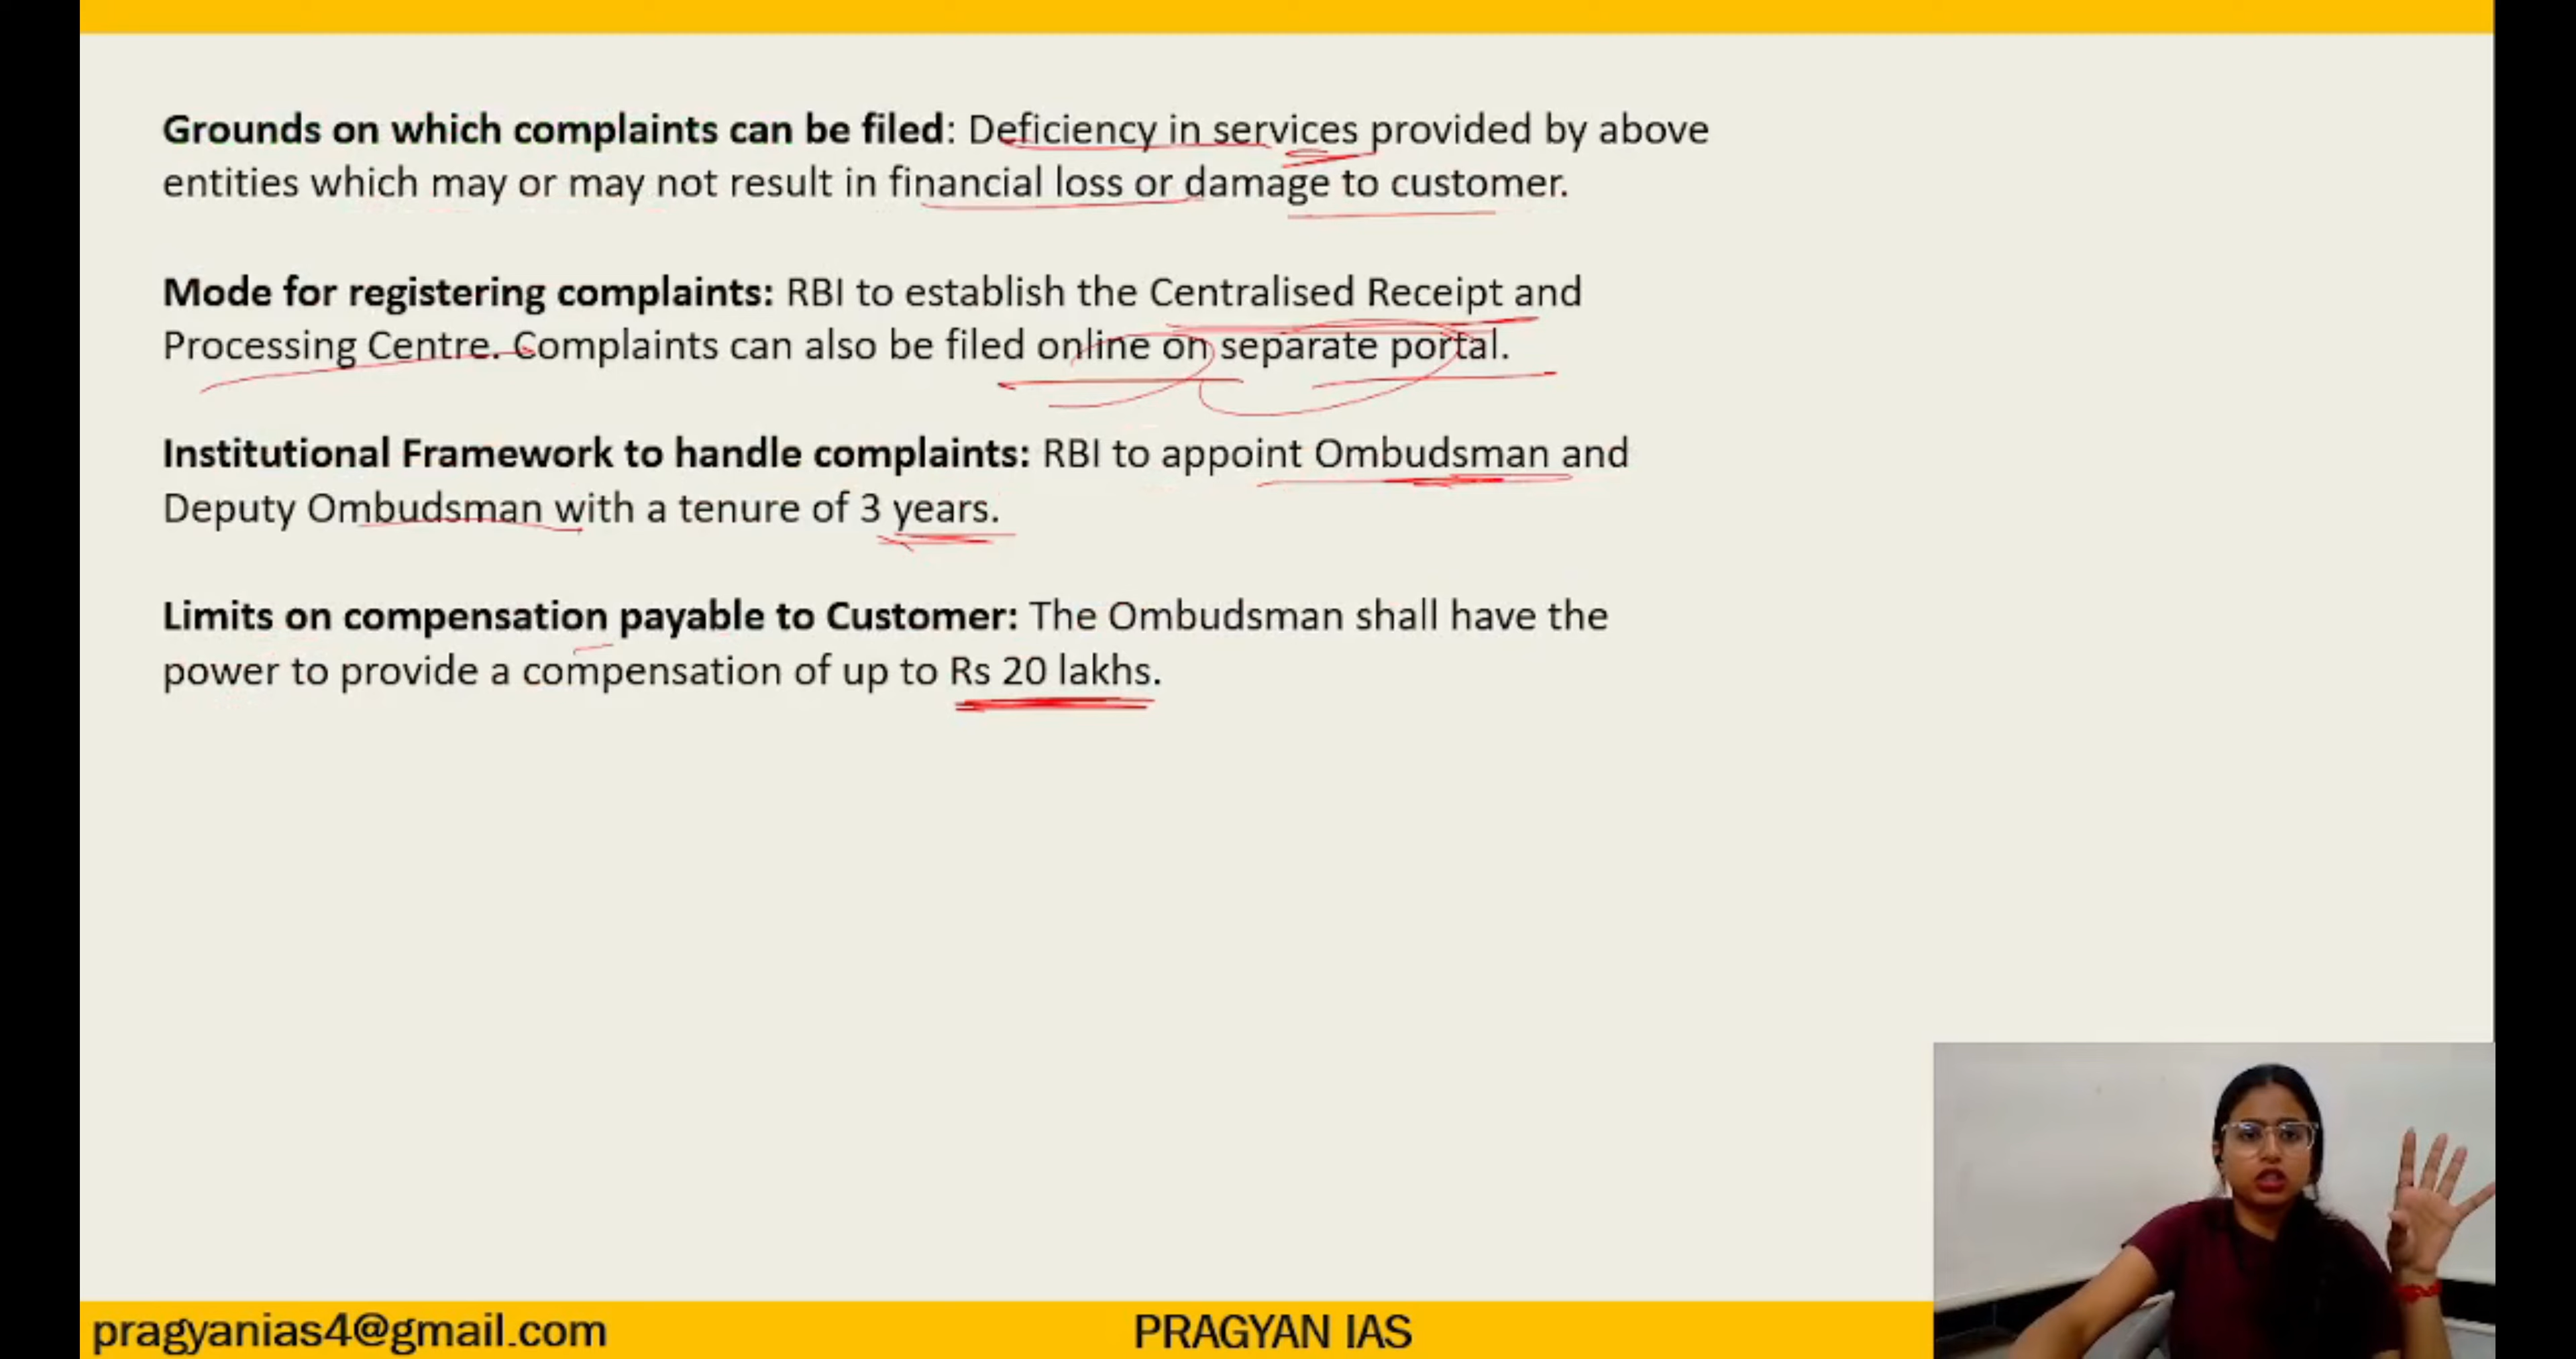 Grounds on which complaints can be filed: Deficiency in services provided by above
entities which may or may not result in financial loss or damage to customer.
Mode for registering complaints: RBI to establish the Centralised Receipt and
Processing Centre. Complaints can also be filed online on separate portal.
Institutional Framework to handle complaints: RBI to appoint Ombudsman and
Deputy Ombudsman with a tenure of 3 years.
Limits on compensation payable to Customer: The Ombudsman shall have the
power to provide a compensation of up to Rs 20 lakhs.
pragyanias4@gmail.com
PRAGYAN IAS